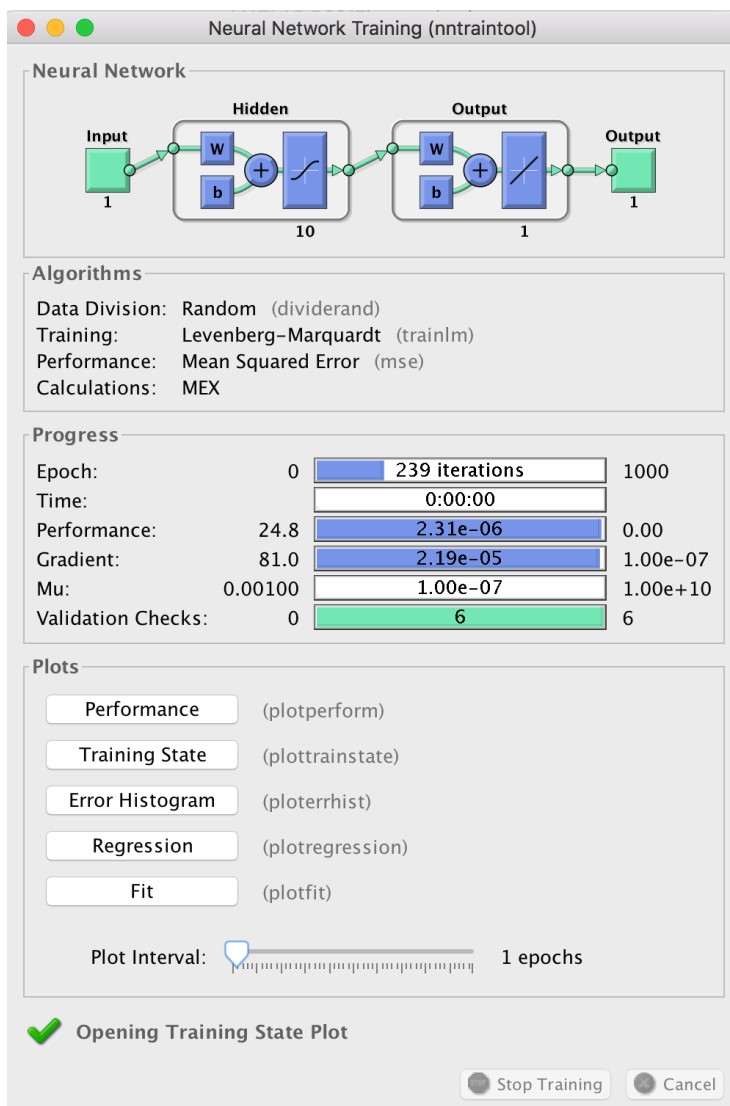 Neural Network Training (nntraintool)
Neural Network
Hidden Output
Input Output
W W
b b
1 1
10 1
Algorithms
Data Division: Random (dividerand)
Training: Levenberg-Marquardt (trainlm)
Performance: Mean Squared Error (mse)
Calculations: MEX
Progress
Epoch: 0 239 iterations 1000
Time: 0:00:00
Performance: 24.8 2.31e-06 0.00
Gradient: 81.0 2.19e-05 1.00e-07
Mu: 0.00100 1.00e-07 1.00e+10
Validation Checks: 0 6 6
Plots
Performance (plotperform)
Training State (plottrainstate)
Error Histogram (ploterrhist)
Regression (plotregression)
Fit (plotfit)
Plot Interval: 1 epochs
Opening Training State Plot
Stop Training Cancel